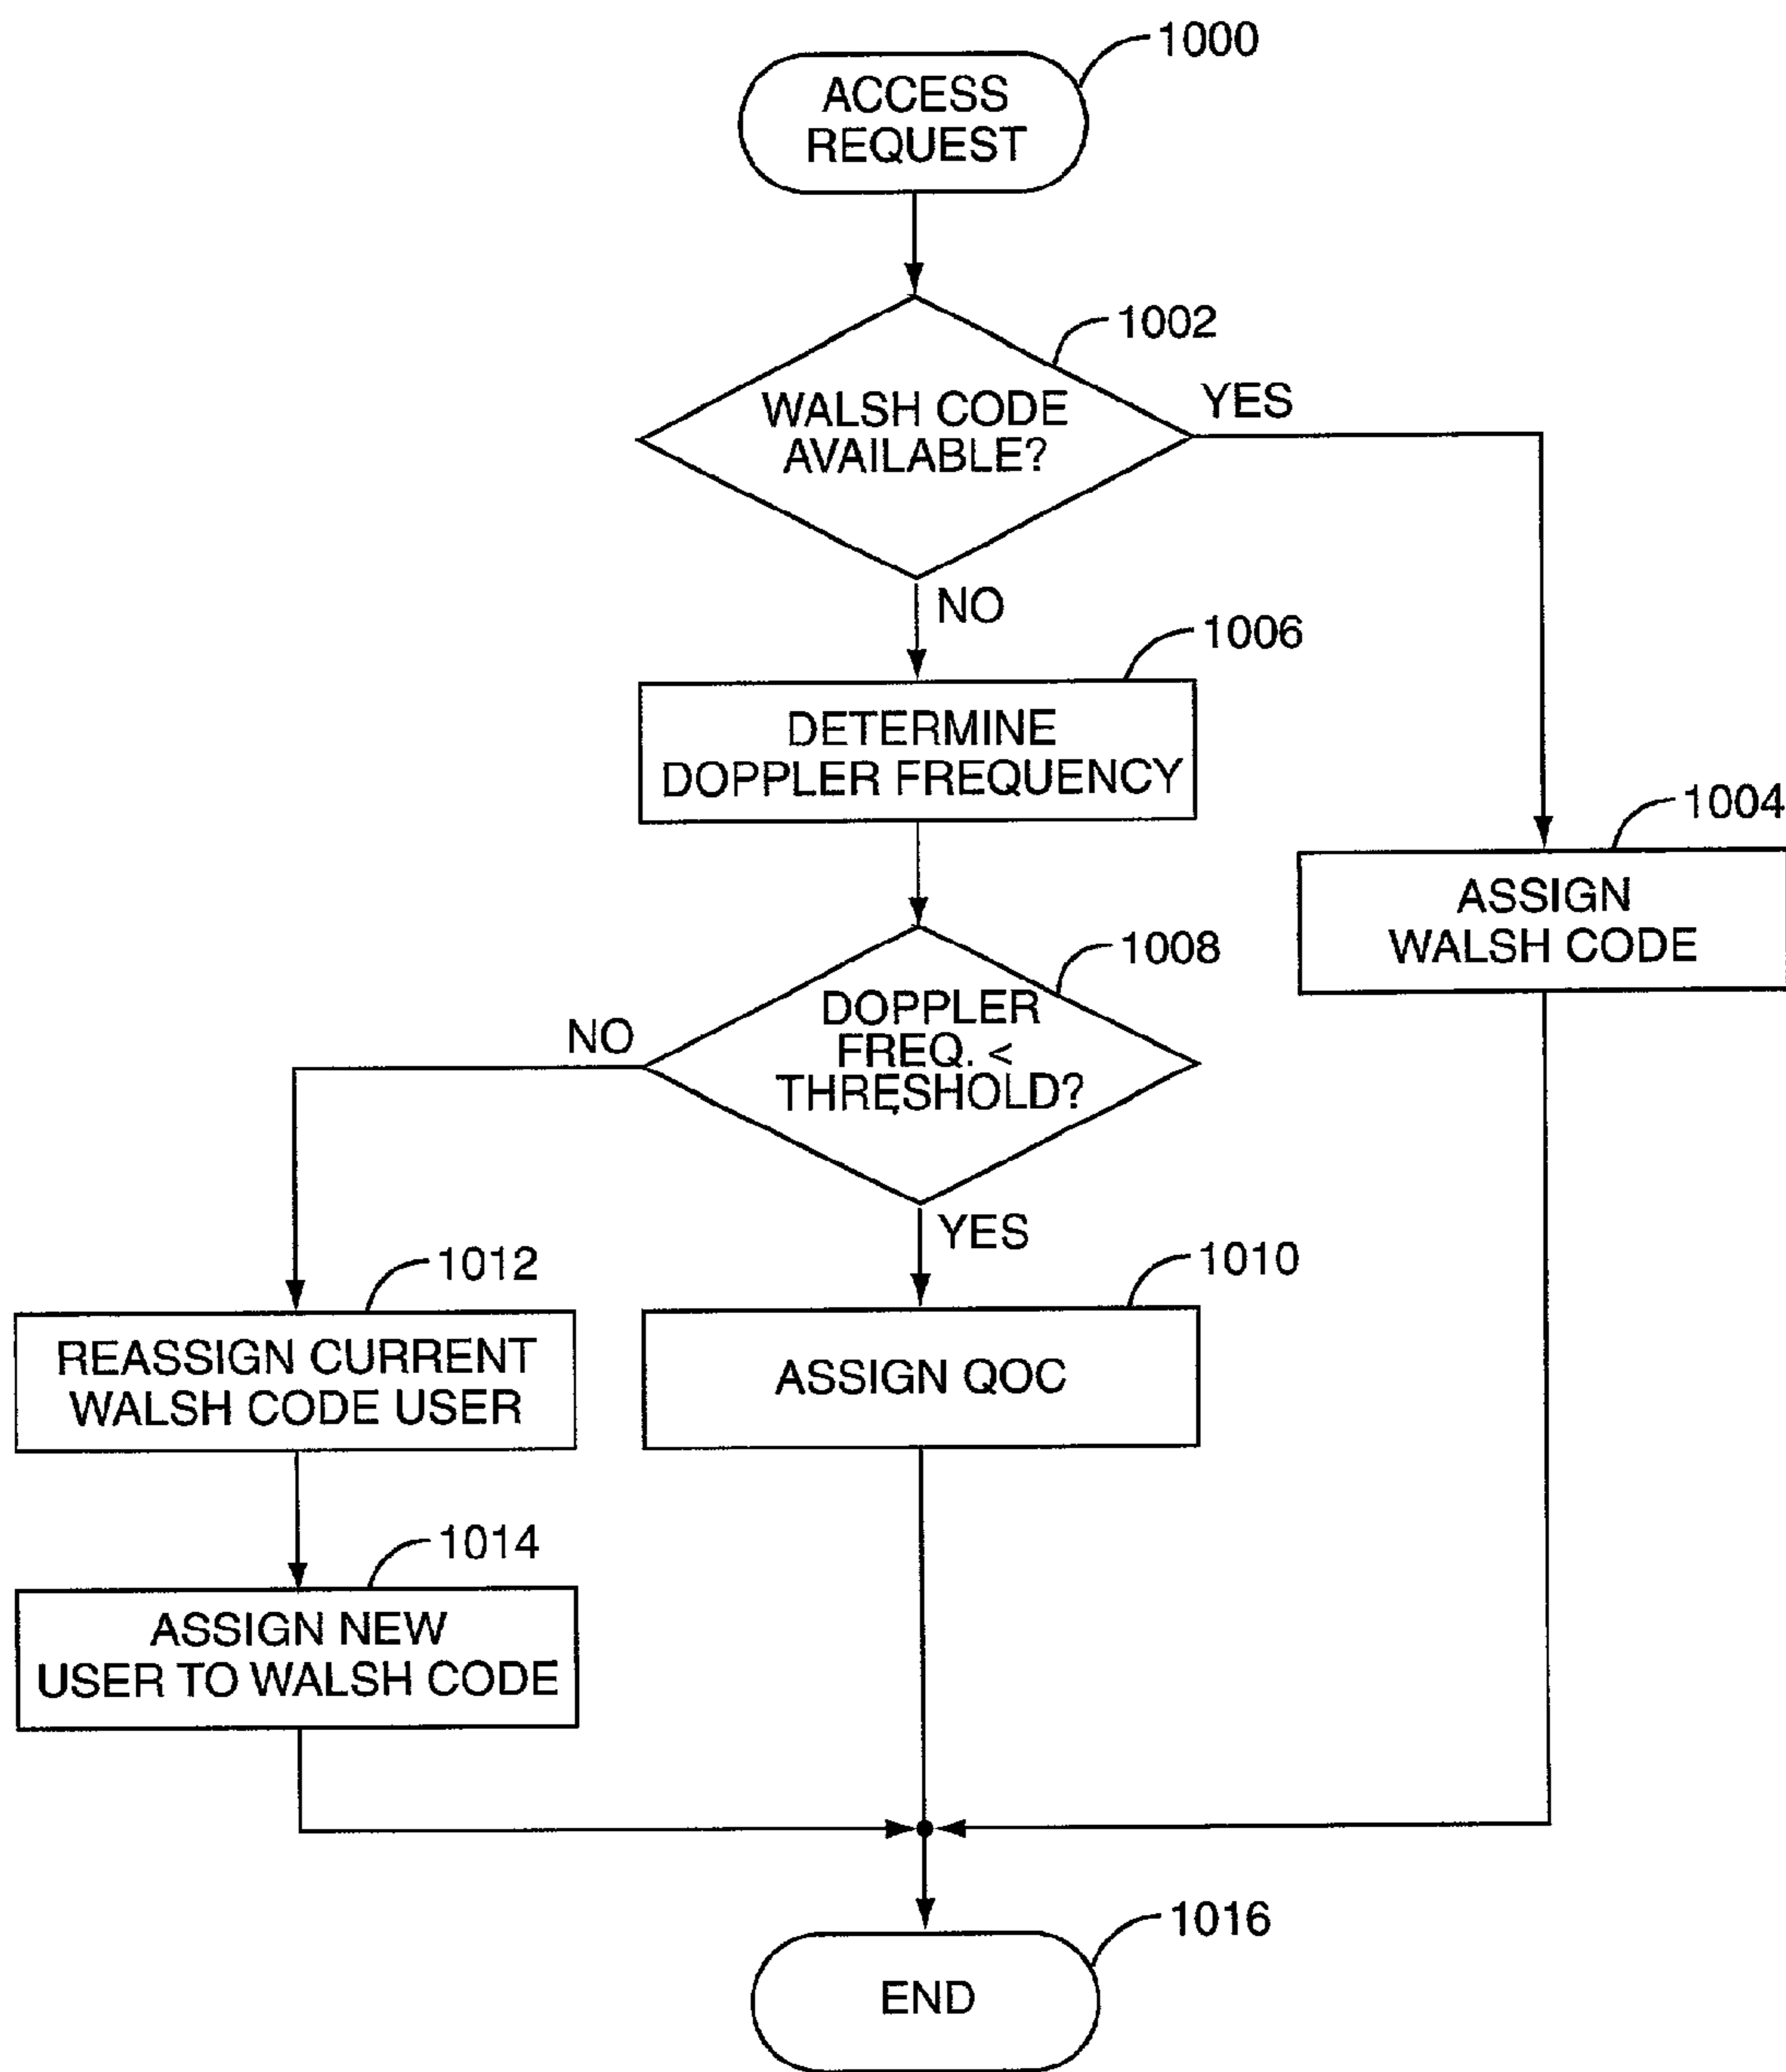 1000
ACCESS
REQUEST
1002
WALSH CODE
AVAILABLE?
YES
NO
1006
DETERMINE
DOPPLER FREQUENCY
1004
ASSIGN
WALSH CODE
1008
DOPPLER
FREQ. <
THRESHOLD?
NO
YES
1012
REASSIGN CURRENT
WALSH CODE USER
1010
ASSIGN QOC
1014
ASSIGN NEW
USER TO WALSH CODE
1016
END